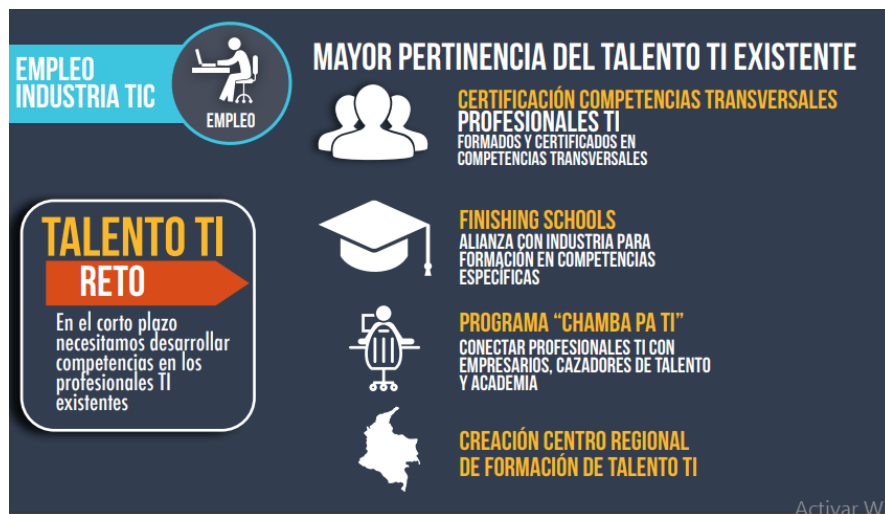 EMPLEO
INDUSTRIA TIC
EMPLEO
MAYOR PERTINENCIA DEL TALENTO TI EXISTENTE
CERTIFICACIÓN COMPETENCIAS TRANSVERSALES
PROFESIONALES TI
FORMADOS Y CERTIFICADOS EN
COMPETENCIAS TRANSVERSALES
TALENTO TI
RETO
En el corto plazo
necesitamos desarrollar
competencias en los
profesionales TI
existentes
FINISHING SCHOOLS
ALIANZA CON INDUSTRIA PARA
FORMACIÓN EN COMPETENCIAS
ESPECÍFICAS
PROGRAMA “CHAMBA PA TI”
CONECTAR PROFESIONALES TI CON
EMPRESARIOS, CAZADORES DE TALENTO
Y ACADEMIA
CREACIÓN CENTRO REGIONAL
DE FORMACIÓN DE TALENTO TI
Activar W